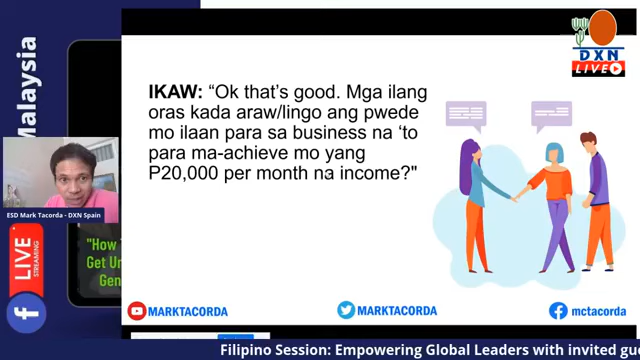 Malaysia
DXN
LIVE
IKAW: “Ok that’s good. Mga ilang
oras kada araw/lingo ang pwede
mo ilaan para sa business na ‘to
para ma-achieve mo yang
P20,000 per month na income?"
ESD Mark Tacorda - DXN Spain
LIVE
STREAMING
"How
Get Un
Gen
MARKTACORDA
MARKTACORDA
mctacorda
Filipino Session: Empowering Global Leaders with invited gu